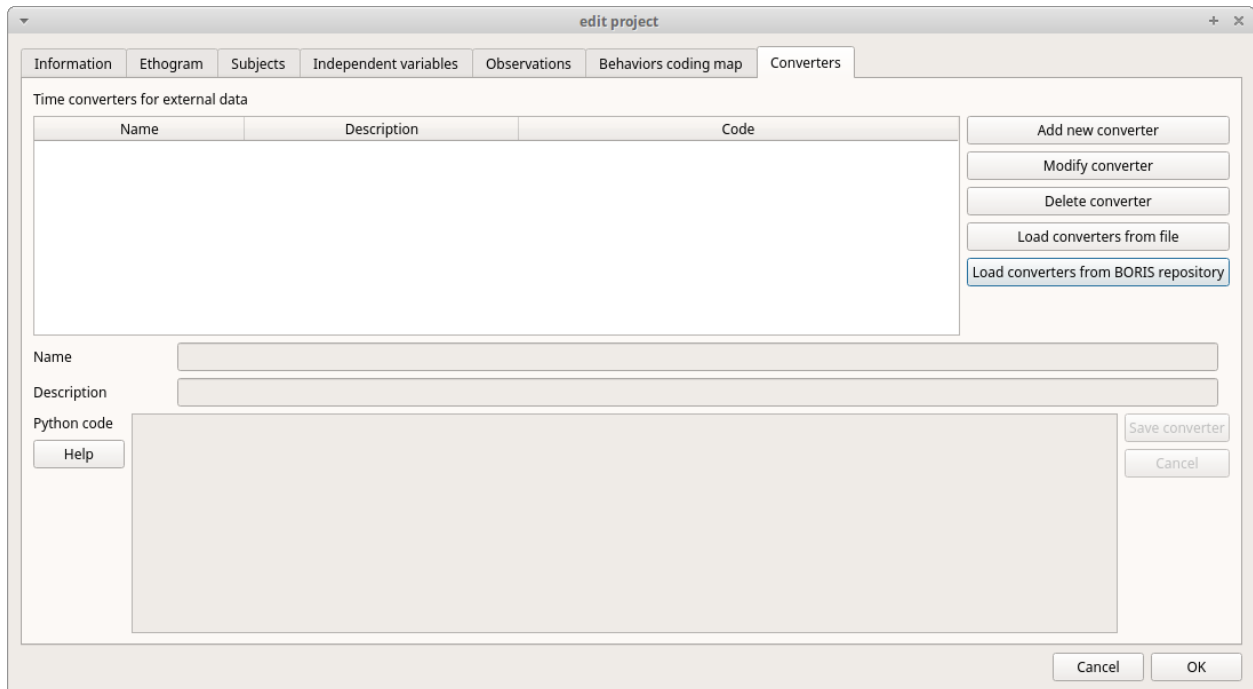 edit project
Information Ethogram Subjects Independent variables Observations Behaviors coding map Converters
Time converters for external data
Name Description Code
Add new converter
Modify converter
Delete converter
Load converters from file
Load converters from BORIS repository
Name
Description
Python code
Help
Save converter
Cancel
Cancel OK